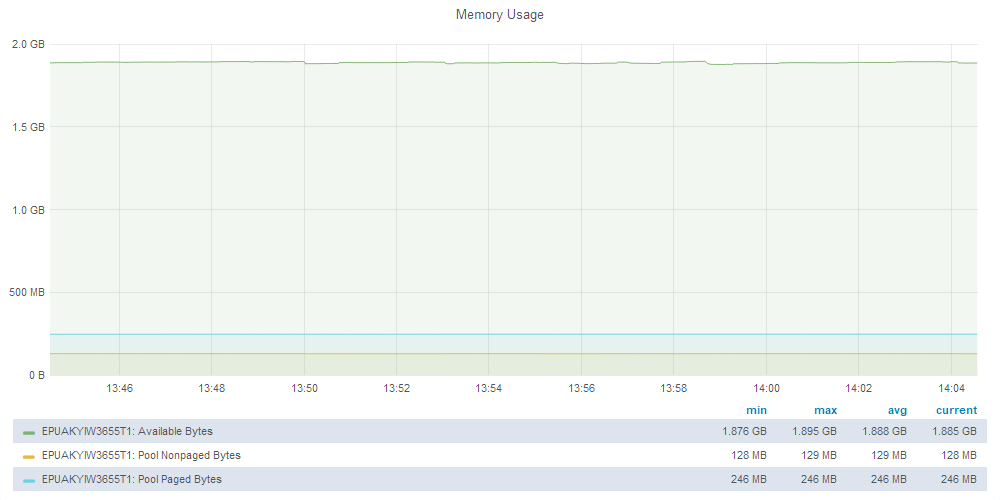 Memory Usage
2.0 GB
1.5 GB
1.0 GB
500 MB
0 B
13:46 13:48 13:50 13:52 13:54 13:56 13:58 14:00 14:02 14:04
min max avg current
EPUAKYIW3655T1: Available Bytes 1.876 GB 1.895 GB 1.888 GB 1.885 GB
EPUAKYIW3655T1: Pool Nonpaged Bytes 128 MB 129 MB 129 MB 128 MB
EPUAKYIW3655T1: Pool Paged Bytes 246 MB 246 MB 246 MB 246 MB